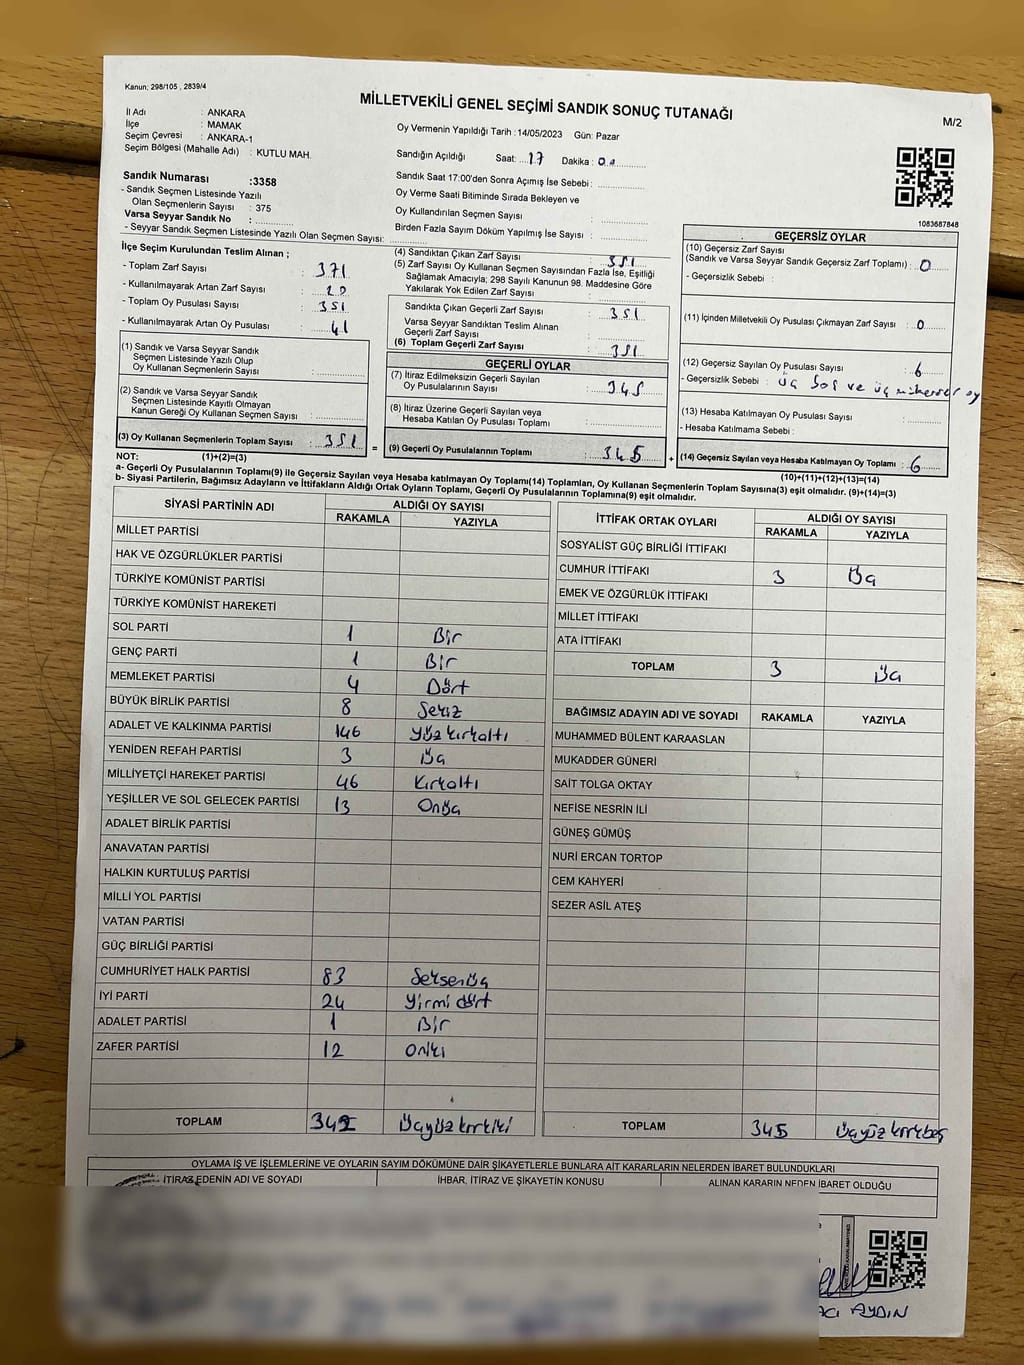 Kanun: 298/105 , 2839/4
MİLLETVEKİLİ GENEL SEÇİMİ SANDIK SONUÇ TUTANAĞI
M/2
İl Adı : ANKARA
İlçe : MAMAK
Seçim Çevresi : ANKARA-1
Seçim Bölgesi (Mahalle Adı) : KUTLU MAH.
Sandık Numarası :3358
- Sandık Seçmen Listesinde Yazılı
Olan Seçmenlerin Sayısı : 375
Varsa Seyyar Sandık No :
- Seyyar Sandık Seçmen Listesinde Yazılı Olan Seçmen Sayısı:
Oy Vermenin Yapıldığı Tarih : 14/05/2023 Gün: Pazar
Sandığın Açıldığı Saat: 17 Dakika :
Sandık Saat 17:00'den Sonra Açımış İse Sebebi :
Oy Verme Saati Bitiminde Sırada Bekleyen ve
Oy Kullandırılan Seçmen Sayısı :
Birden Fazla Sayım Döküm Yapılmış İse Sayısı :
1083687848
İlçe Seçim Kurulundan Teslim Alınan ;
- Toplam Zarf Sayısı : 371
- Kullanılmayarak Artan Zarf Sayısı : 20
- Toplam Oy Pusulası Sayısı : 351
- Kullanılmayarak Artan Oy Pusulası : 41
(1) Sandık ve Varsa Seyyar Sandık
Seçmen Listesinde Yazılı Olup
Oy Kullanan Seçmenlerin Sayısı :
(2) Sandık ve Varsa Seyyar Sandık
Seçmen Listesinde Kayıtlı Olmayan
Kanun Gereği Oy Kullanan Seçmen Sayısı :
(3) Oy Kullanan Seçmenlerin Toplam Sayısı : 351 =
NOT: (1)+(2)=(3)
(4) Sandıktan Çıkan Zarf Sayısı : 351
(5) Zarf Sayısı Oy Kullanan Seçmen Sayısından Fazla İse, Eşitliği
Sağlamak Amacıyla; 298 Sayılı Kanunun 98. Maddesine Göre
Yakılarak Yok Edilen Zarf Sayısı :
Sandıkta Çıkan Geçerli Zarf Sayısı : 351
Varsa Seyyar Sandıktan Teslim Alınan
Geçerli Zarf Sayısı :
(6) Toplam Geçerli Zarf Sayısı : 351
GEÇERLİ OYLAR
(7) İtiraz Edilmeksizin Geçerli Sayılan
Oy Pusulalarının Sayısı : 345
(8) İtiraz Üzerine Geçerli Sayılan veya
Hesaba Katılan Oy Pusulası Toplamı :
(9) Geçerli Oy Pusulalarının Toplamı : 345 +
GEÇERSİZ OYLAR
(10) Geçersiz Zarf Sayısı
(Sandık ve Varsa Seyyar Sandık Geçersiz Zarf Toplamı) : 0
- Geçersizlik Sebebi :
(11) İçinden Milletvekili Oy Pusulası Çıkmayan Zarf Sayısı : 0
(12) Geçersiz Sayılan Oy Pusulası Sayısı : 6
- Geçersizlik Sebebi : üç boş ve üç mükerrer oy
(13) Hesaba Katılmayan Oy Pusulası Sayısı :
- Hesaba Katılmama Sebebi :
(14) Geçersiz Sayılan veya Hesaba Katılmayan Oy Toplamı : 6
(10)+(11)+(12)+(13)=(14)
a- Geçerli Oy Pusulalarının Toplamı(9) ile Geçersiz Sayılan veya Hesaba katılmayan Oy Pusulası Toplamı(14) Toplamları, Oy Kullanan Seçmenlerin Toplam Sayısına(3) eşit olmalıdır. (9)+(14)=(3)
b- Siyasi Partilerin, Bağımsız Adayların ve İttifakların Aldığı Ortak Oyların Toplamı, Geçerli Oy Pusulalarının Toplamına(9) eşit olmalıdır.
SİYASİ PARTİNİN ADI ALDIĞI OY SAYISI
RAKAMLA YAZIYLA
MİLLET PARTİSİ
HAK VE ÖZGÜRLÜKLER PARTİSİ
TÜRKİYE KOMÜNİST PARTİSİ
TÜRKİYE KOMÜNİST HAREKETİ
SOL PARTİ 1 Bir
GENÇ PARTİ 1 Bir
MEMLEKET PARTİSİ 4 Dört
BÜYÜK BİRLİK PARTİSİ 8 Sekiz
ADALET VE KALKINMA PARTİSİ 146 Yüzkırkaltı
YENİDEN REFAH PARTİSİ 3 Üç
MİLLİYETÇİ HAREKET PARTİSİ 46 Kırkaltı
YEŞİLLER VE SOL GELECEK PARTİSİ 13 Onüç
ADALET BİRLİK PARTİSİ
ANAVATAN PARTİSİ
HALKIN KURTULUŞ PARTİSİ
MİLLİ YOL PARTİSİ
VATAN PARTİSİ
GÜÇ BİRLİĞİ PARTİSİ
CUMHURİYET HALK PARTİSİ 83 Seksenüç
İYİ PARTİ 24 Yirmi dört
ADALET PARTİSİ 1 Bir
ZAFER PARTİSİ 12 Oniki
TOPLAM 342 Üçyüzkırkiki
İTTİFAK ORTAK OYLARI ALDIĞI OY SAYISI
RAKAMLA YAZIYLA
SOSYALİST GÜÇ BİRLİĞİ İTTİFAKI
CUMHUR İTTİFAKI 3 Üç
EMEK VE ÖZGÜRLÜK İTTİFAKI
MİLLET İTTİFAKI
ATA İTTİFAKI
TOPLAM 3 Üç
BAĞIMSIZ ADAYIN ADI VE SOYADI RAKAMLA YAZIYLA
MUHAMMED BÜLENT KARAASLAN
MUKADDER GÜNERİ
SAİT TOLGA OKTAY
NEFİSE NESRİN İLİ
GÜNEŞ GÜMÜŞ
NURİ ERCAN TORTOP
CEM KAHYERİ
SEZER ASİL ATEŞ
TOPLAM 345 Üçyüzkırkbeş
OYLAMA İŞ VE İŞLEMLERİNE VE OYLARIN SAYIM DÖKÜMÜNE DAİR ŞİKAYETLERLE BUNLARA AİT KARARLARIN NELERDEN İBARET BULUNDUKLARI
İTİRAZ EDENİN ADI VE SOYADI İHBAR, İTİRAZ VE ŞİKAYETİN KONUSU ALINAN KARARIN NEDEN İBARET OLDUĞU
AYDIN